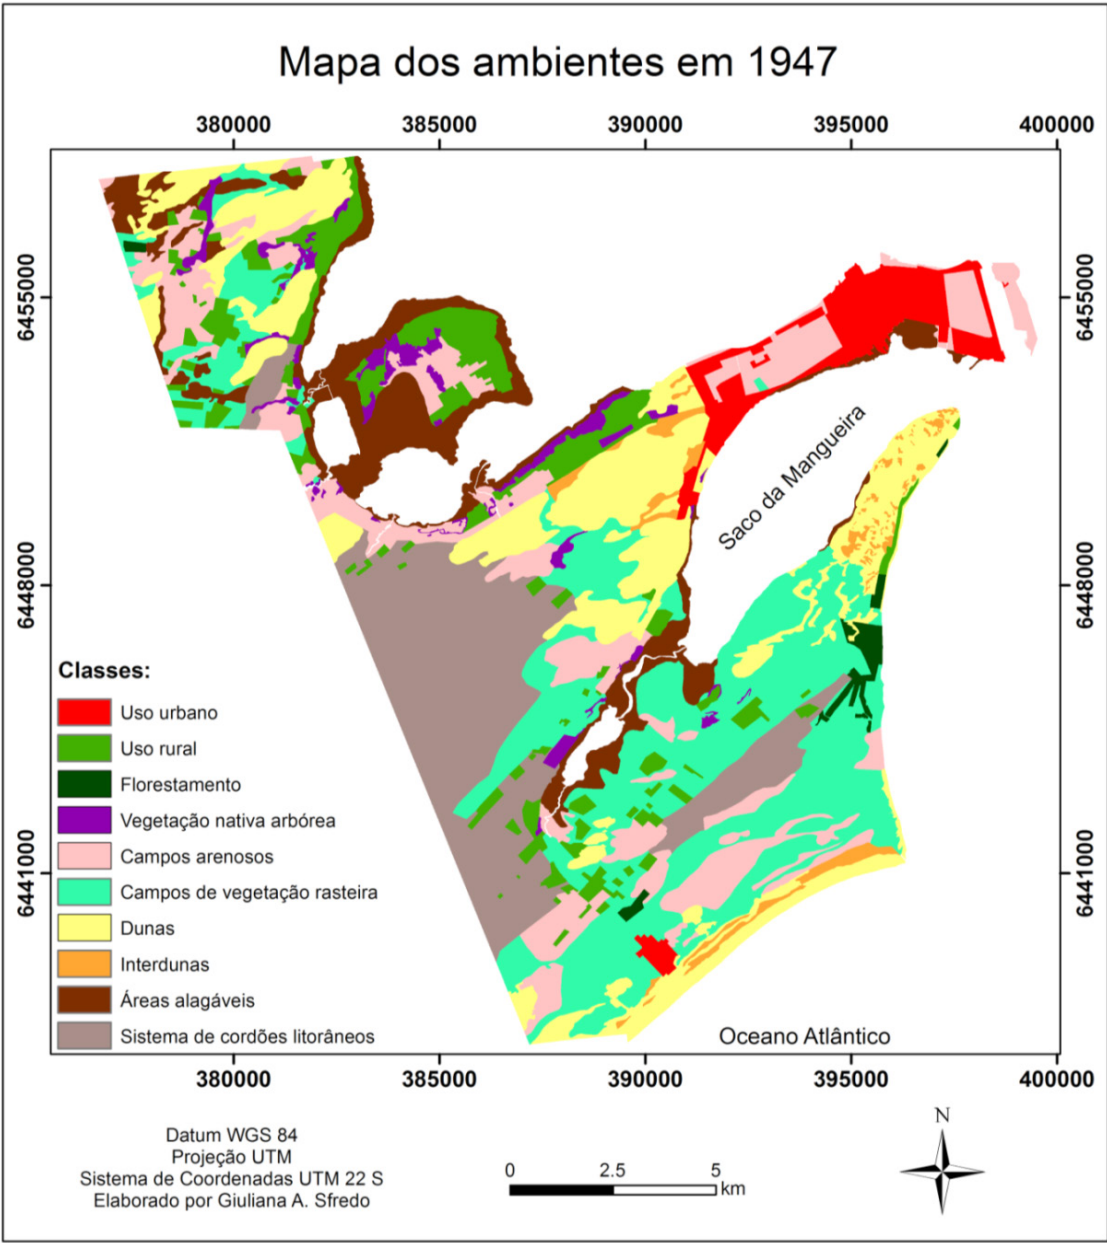 Mapa dos ambientes em 1947
380000 385000 390000 395000 400000
6455000
6455000
Saco da Mangueira
6448000
6448000
Classes:
Uso urbano
Uso rural
Florestamento
Vegetação nativa arbórea
Campos arenosos
Campos de vegetação rasteira
Dunas
Interdunas
Áreas alagáveis
Sistema de cordões litorâneos
6441000
6441000
Oceano Atlântico
380000 385000 390000 395000 400000
Datum WGS 84
Projeção UTM
Sistema de Coordenadas UTM 22 S
Elaborado por Giuliana A. Sfredo
0 2.5 5
km
N